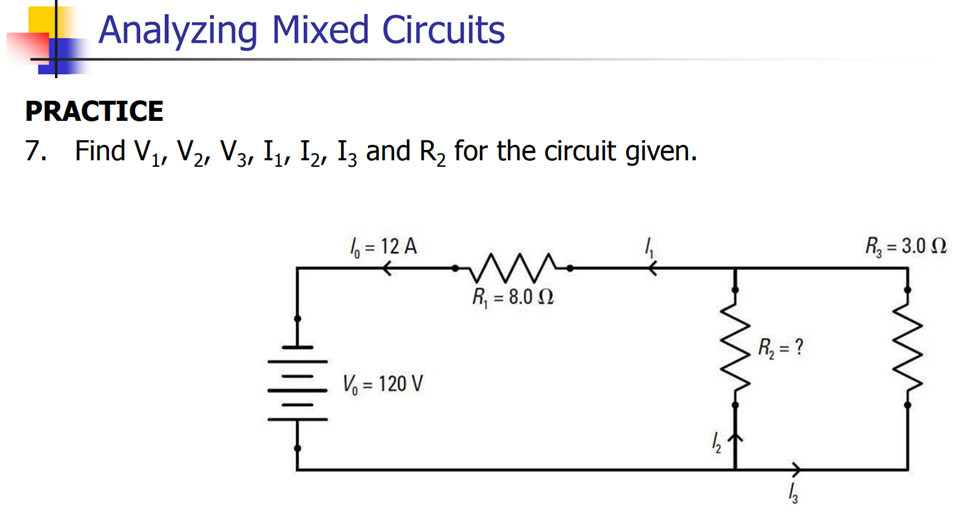 Analyzing Mixed Circuits
PRACTICE
7. Find V₁, V₂, V₃, I₁, I₂, I₃ and R₂ for the circuit given.
I₀ = 12 A
I₁
R₃ = 3.0 Ω
R₁ = 8.0 Ω
R₂ = ?
V₀ = 120 V
I₂
I₃